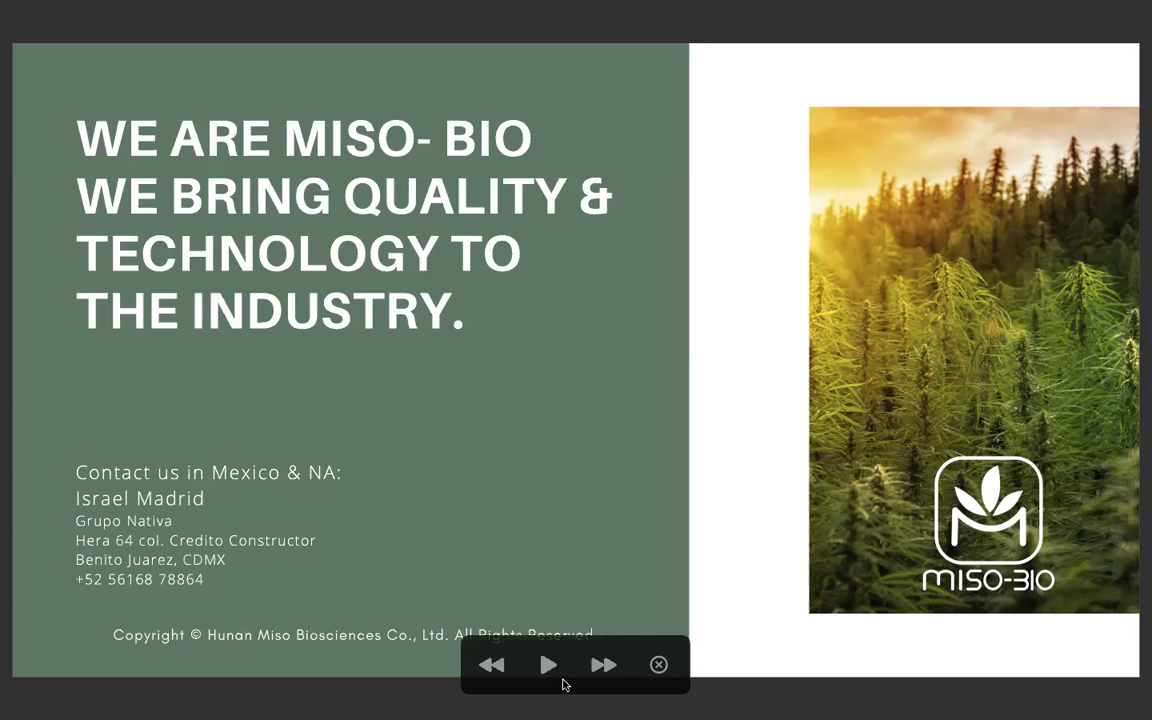 WE ARE MISO- BIO
WE BRING QUALITY &
TECHNOLOGY TO
THE INDUSTRY.
Contact us in Mexico & NA:
Israel Madrid
Grupo Nativa
Hera 64 col. Credito Constructor
Benito Juarez, CDMX
+52 56168 78864
Copyright © Hunan Miso Biosciences Co., Ltd. All Rights Reserved
MISO-BIO